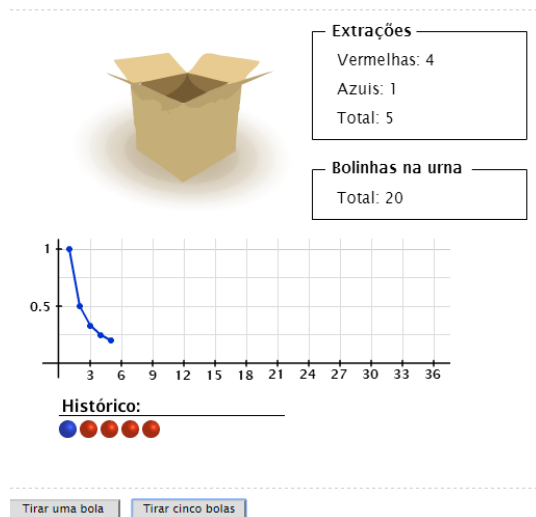 Extrações
Vermelhas: 4
Azuis: 1
Total: 5
Bolinhas na urna
Total: 20
1
0.5
3 6 9 12 15 18 21 24 27 30 33 36
Histórico:
Tirar uma bola Tirar cinco bolas